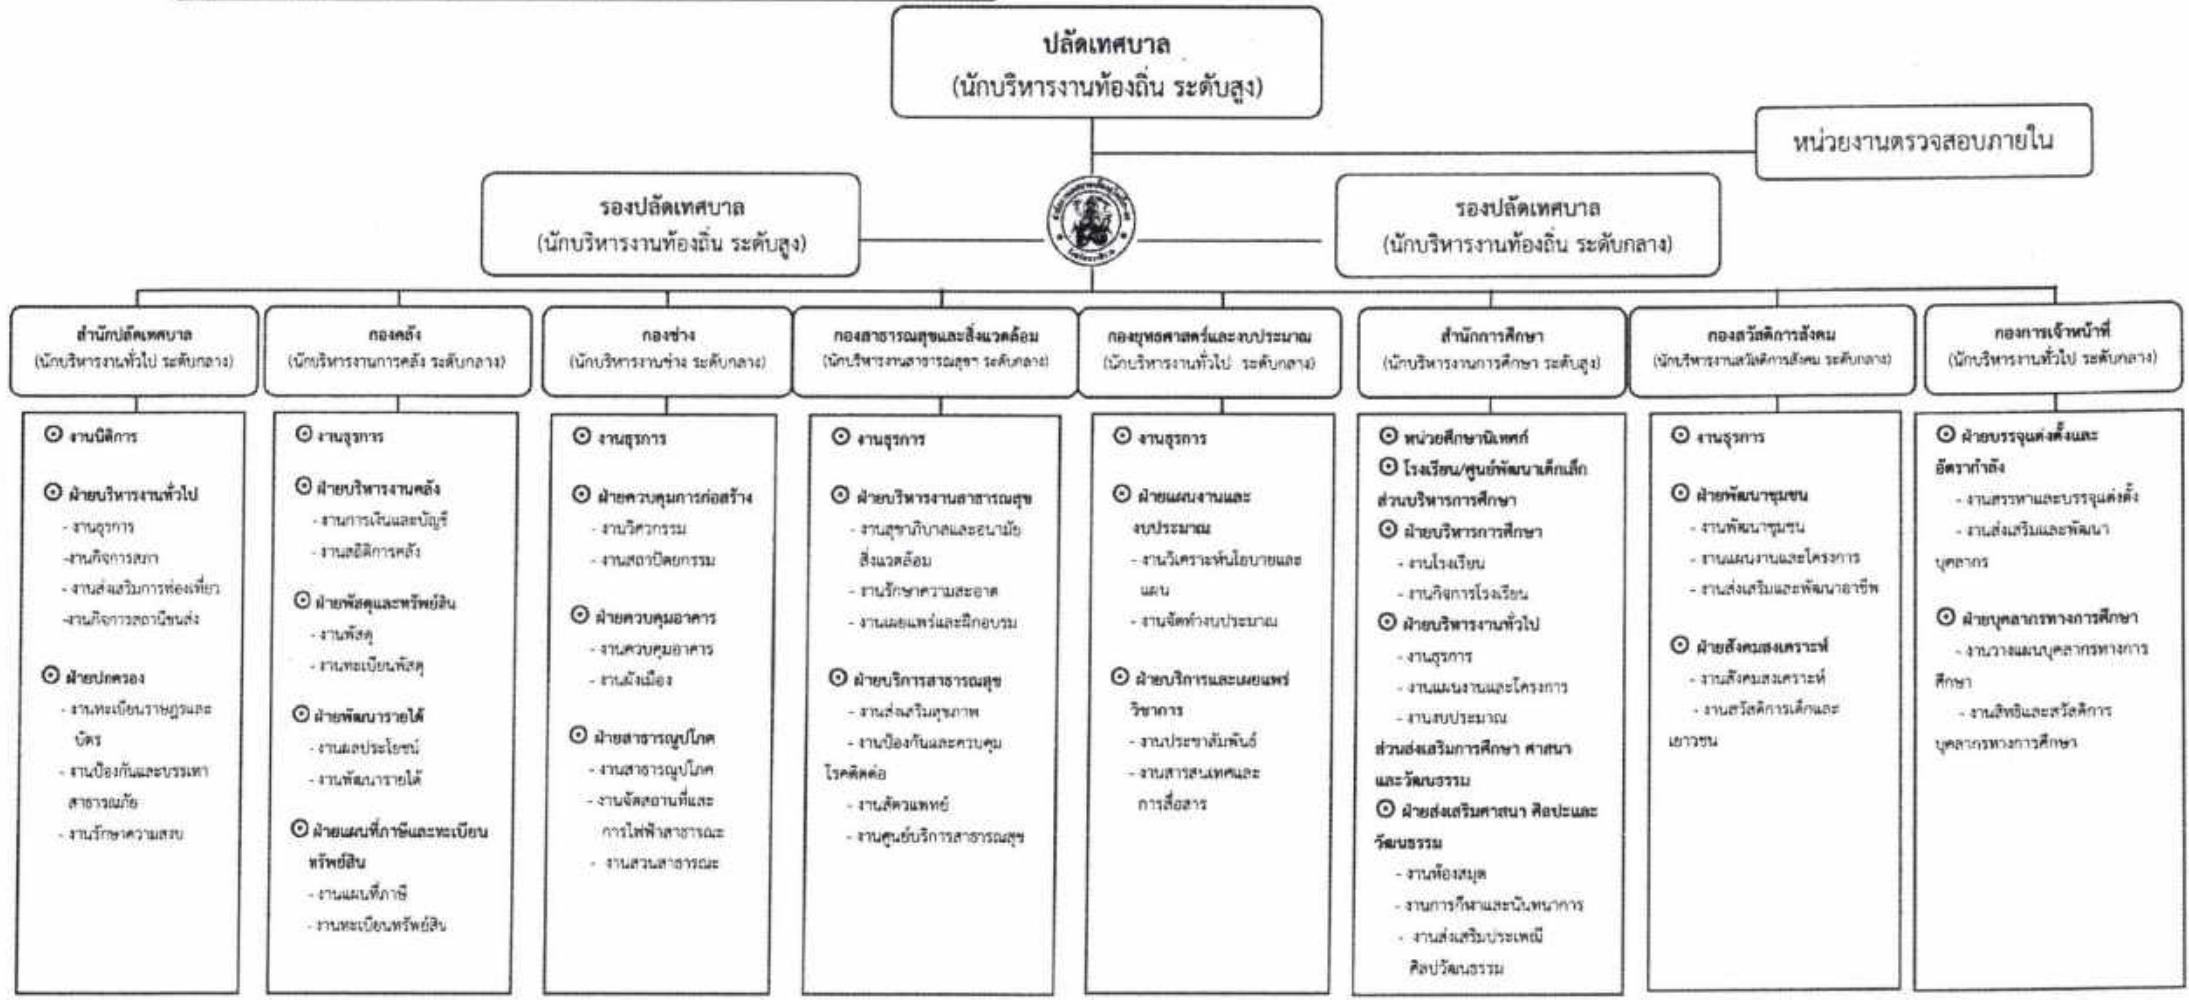 ปลัดเทศบาล
(นักบริหารงานท้องถิ่น ระดับสูง)
หน่วยงานตรวจสอบภายใน
รองปลัดเทศบาล
(นักบริหารงานท้องถิ่น ระดับสูง)
รองปลัดเทศบาล
(นักบริหารงานท้องถิ่น ระดับกลาง)
สำนักปลัดเทศบาล
(นักบริหารงานทั่วไป ระดับกลาง)
งานนิติการ
ฝ่ายบริหารงานทั่วไป
- งานธุรการ
-งานกิจการสภา
- งานส่งเสริมการท่องเที่ยว
-งานกิจการสถานีขนส่ง
ฝ่ายปกครอง
- งานทะเบียนราษฎรและ
บัตร
- งานป้องกันและบรรเทา
สาธารณภัย
- งานรักษาความสงบ
กองคลัง
(นักบริหารงานการคลัง ระดับกลาง)
งานธุรการ
ฝ่ายบริหารงานคลัง
- งานการเงินและบัญชี
- งานสถิติการคลัง
ฝ่ายพัสดุและทรัพย์สิน
- งานพัสดุ
- งานทะเบียนพัสดุ
ฝ่ายพัฒนารายได้
- งานผลประโยชน์
- งานพัฒนารายได้
ฝ่ายแผนที่ภาษีและทะเบียน
ทรัพย์สิน
- งานแผนที่ภาษี
- งานทะเบียนทรัพย์สิน
กองช่าง
(นักบริหารงานช่าง ระดับกลาง)
งานธุรการ
ฝ่ายควบคุมการก่อสร้าง
- งานวิศวกรรม
- งานสถาปัตยกรรม
ฝ่ายควบคุมอาคาร
- งานควบคุมอาคาร
- งานผังเมือง
ฝ่ายสาธารณูปโภค
- งานสาธารณูปโภค
- งานจัดสถานที่และ
การไฟฟ้าสาธารณะ
- งานสวนสาธารณะ
กองสาธารณสุขและสิ่งแวดล้อม
(นักบริหารงานสาธารณสุขฯ ระดับกลาง)
งานธุรการ
ฝ่ายบริหารงานสาธารณสุข
- งานสุขาภิบาลและอนามัย
สิ่งแวดล้อม
- งานรักษาความสะอาด
- งานเผยแพร่และฝึกอบรม
ฝ่ายบริการสาธารณสุข
- งานส่งเสริมสุขภาพ
- งานป้องกันและควบคุม
โรคติดต่อ
- งานสัตวแพทย์
- งานศูนย์บริการสาธารณสุข
กองยุทธศาสตร์และงบประมาณ
(นักบริหารงานทั่วไป ระดับกลาง)
งานธุรการ
ฝ่ายแผนงานและ
งบประมาณ
- งานวิเคราะห์นโยบายและ
แผน
- งานจัดทำงบประมาณ
ฝ่ายบริการและเผยแพร่
วิชาการ
- งานประชาสัมพันธ์
- งานสารสนเทศและ
การสื่อสาร
สำนักการศึกษา
(นักบริหารงานการศึกษา ระดับสูง)
หน่วยศึกษานิเทศก์
โรงเรียน/ศูนย์พัฒนาเด็กเล็ก
ส่วนบริหารการศึกษา
ฝ่ายบริหารการศึกษา
- งานโรงเรียน
- งานกิจการโรงเรียน
ฝ่ายบริหารงานทั่วไป
- งานธุรการ
- งานแผนงานและโครงการ
- งานงบประมาณ
ส่วนส่งเสริมการศึกษา ศาสนา
และวัฒนธรรม
ฝ่ายส่งเสริมศาสนา ศิลปะและ
วัฒนธรรม
- งานห้องสมุด
- งานการกีฬาและนันทนาการ
- งานส่งเสริมประเพณี
ศิลปวัฒนธรรม
กองสวัสดิการสังคม
(นักบริหารงานสวัสดิการสังคม ระดับกลาง)
งานธุรการ
ฝ่ายพัฒนาชุมชน
- งานพัฒนาชุมชน
- งานแผนงานและโครงการ
- งานส่งเสริมและพัฒนาอาชีพ
ฝ่ายสังคมสงเคราะห์
- งานสังคมสงเคราะห์
- งานสวัสดิการเด็กและ
เยาวชน
กองการเจ้าหน้าที่
(นักบริหารงานทั่วไป ระดับกลาง)
ฝ่ายบรรจุแต่งตั้งและ
อัตรากำลัง
- งานสรรหาและบรรจุแต่งตั้ง
- งานส่งเสริมและพัฒนา
บุคลากร
ฝ่ายบุคลากรทางการศึกษา
- งานวางแผนบุคลากรทางการ
ศึกษา
- งานสิทธิและสวัสดิการ
บุคลากรทางการศึกษา